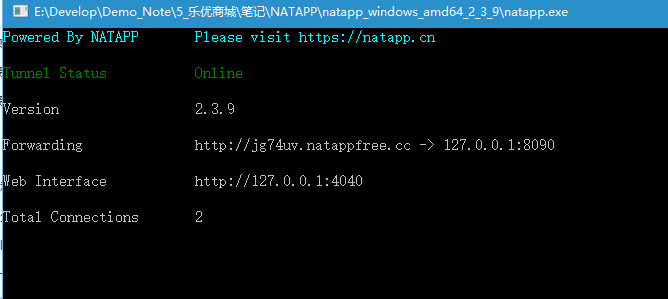 E:\Develop\Demo_Note\5_乐优商城\笔记\NATAPP\natapp_windows_amd64_2_3_9\natapp.exe
Powered By NATAPP Please visit https://natapp.cn
Tunnel Status Online
Version 2.3.9
Forwarding http://jg74uv.natappfree.cc -> 127.0.0.1:8090
Web Interface http://127.0.0.1:4040
Total Connections 2